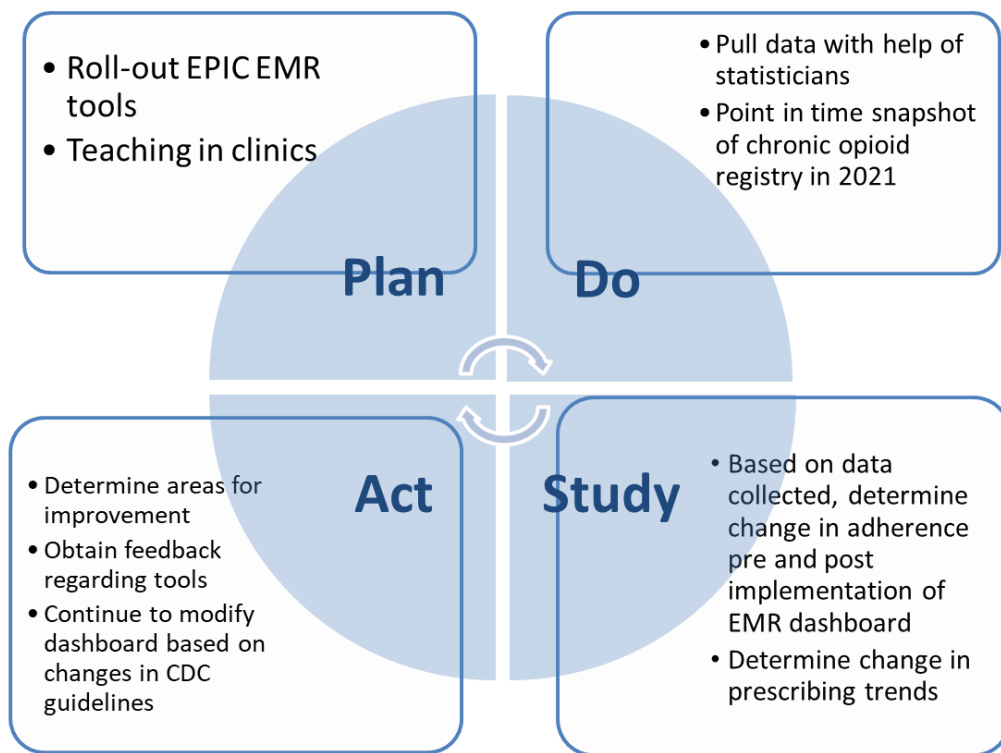 • Roll-out EPIC EMR
tools
• Teaching in clinics
Plan
• Pull data with help of
statisticians
• Point in time snapshot
of chronic opioid
registry in 2021
Do
Act
• Determine areas for
improvement
• Obtain feedback
regarding tools
• Continue to modify
dashboard based on
changes in CDC
guidelines
Study
• Based on data
collected, determine
change in adherence
pre and post
implementation of
EMR dashboard
• Determine change in
prescribing trends